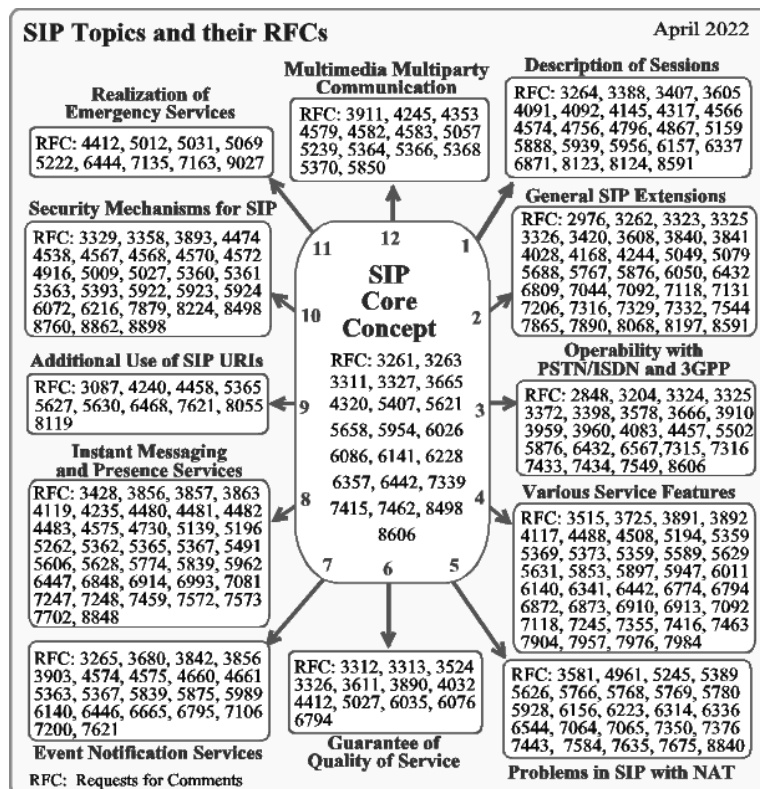 SIP Topics and their RFCs
April 2022
Realization of
Emergency Services
RFC: 4412, 5012, 5031, 5069
5222, 6444, 7135, 7163, 9027
Multimedia Multiparty
Communication
RFC: 3911, 4245, 4353
4579, 4582, 4583, 5057
5239, 5364, 5366, 5368
5370, 5850
Description of Sessions
RFC: 3264, 3388, 3407, 3605
4091, 4092, 4145, 4317, 4566
4574, 4756, 4796, 4867, 5159
5888, 5939, 5956, 6157, 6337
6871, 8123, 8124, 8591
Security Mechanisms for SIP
RFC: 3329, 3358, 3893, 4474
4538, 4567, 4568, 4570, 4572
4916, 5009, 5027, 5360, 5361
5363, 5393, 5922, 5923, 5924
6072, 6216, 7879, 8224, 8498
8760, 8862, 8898
General SIP Extensions
RFC: 2976, 3262, 3323, 3325
3326, 3420, 3608, 3840, 3841
4028, 4168, 4244, 5049, 5079
5688, 5767, 5876, 6050, 6432
6809, 7044, 7092, 7118, 7131
7206, 7316, 7329, 7332, 7544
7865, 7890, 8068, 8197, 8591
11
12
1
10
2
9
3
8
4
7
6
5
SIP
Core
Concept
RFC: 3261, 3263
3311, 3327, 3665
4320, 5407, 5621
5658, 5954, 6026
6086, 6141, 6228
6357, 6442, 7339
7415, 7462, 8498
8606
Additional Use of SIP URIs
RFC: 3087, 4240, 4458, 5365
5627, 5630, 6468, 7621, 8055
8119
Operability with
PSTN/ISDN and 3GPP
RFC: 2848, 3204, 3324, 3325
3372, 3398, 3578, 3666, 3910
3959, 3960, 4083, 4457, 5502
5876, 6432, 6567,7315, 7316
7433, 7434, 7549, 8606
Instant Messaging
and Presence Services
RFC: 3428, 3856, 3857, 3863
4119, 4235, 4480, 4481, 4482
4483, 4575, 4730, 5139, 5196
5262, 5362, 5365, 5367, 5491
5606, 5628, 5774, 5839, 5962
6447, 6848, 6914, 6993, 7081
7247, 7248, 7459, 7572, 7573
7702, 8848
Various Service Features
RFC: 3515, 3725, 3891, 3892
4117, 4488, 4508, 5194, 5359
5369, 5373, 5359, 5589, 5629
5631, 5853, 5897, 5947, 6011
6140, 6341, 6442, 6774, 6794
6872, 6873, 6910, 6913, 7092
7118, 7245, 7355, 7416, 7463
7904, 7957, 7976, 7984
RFC: 3265, 3680, 3842, 3856
3903, 4574, 4575, 4660, 4661
5363, 5367, 5839, 5875, 5989
6140, 6446, 6665, 6795, 7106
7200, 7621
Event Notification Services
RFC: 3312, 3313, 3524
3326, 3611, 3890, 4032
4412, 5027, 6035, 6076
6794
Guarantee of
Quality of Service
RFC: 3581, 4961, 5245, 5389
5626, 5766, 5768, 5769, 5780
5928, 6156, 6223, 6314, 6336
6544, 7064, 7065, 7350, 7376
7443, 7584, 7635, 7675, 8840
Problems in SIP with NAT
RFC: Requests for Comments